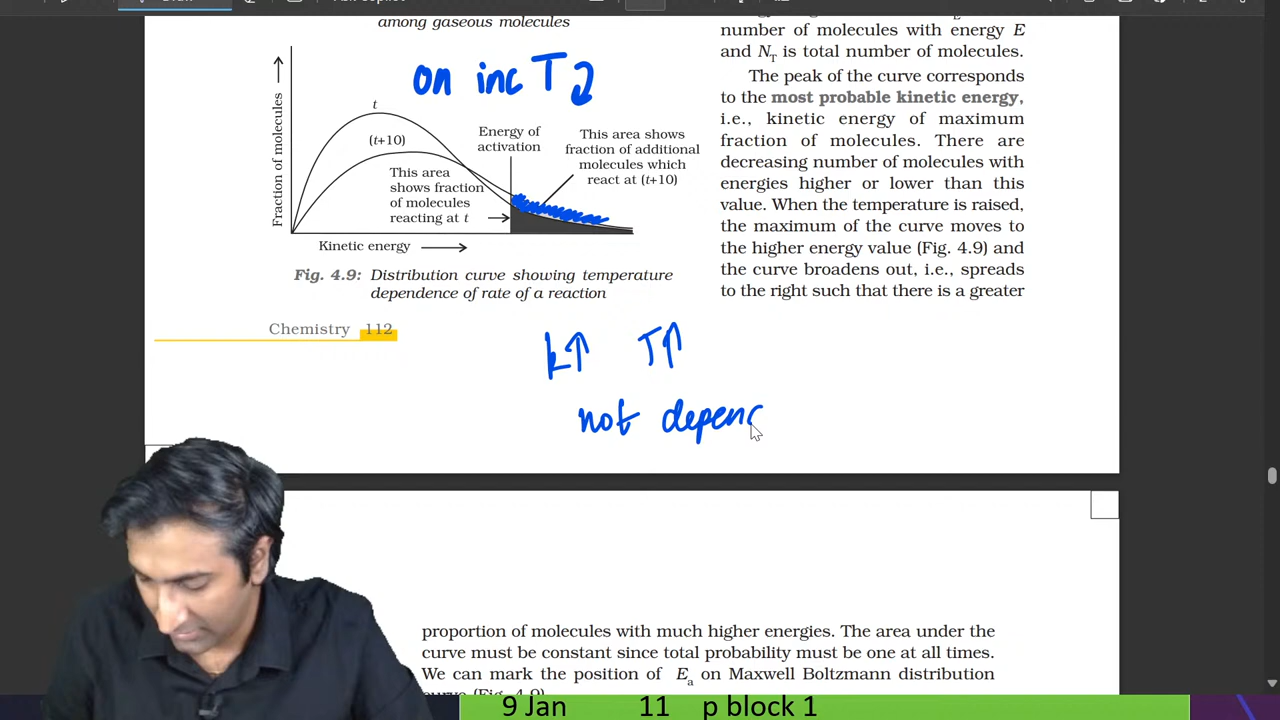 among gaseous molecules
on inc T
Fraction of molecules
t
(t+10)
This area
shows fraction
of molecules
reacting at t
Energy of
activation
This area shows
fraction of additional
molecules which
react at (t+10)
Kinetic energy
Fig. 4.9: Distribution curve showing temperature
dependence of rate of a reaction
Chemistry 112
number of molecules with energy E
and NT is total number of molecules.
The peak of the curve corresponds
to the most probable kinetic energy,
i.e., kinetic energy of maximum
fraction of molecules. There are
decreasing number of molecules with
energies higher or lower than this
value. When the temperature is raised,
the maximum of the curve moves to
the higher energy value (Fig. 4.9) and
the curve broadens out, i.e., spreads
to the right such that there is a greater
k↑ T↑
not depend
proportion of molecules with much higher energies. The area under the
curve must be constant since total probability must be one at all times.
We can mark the position of Ea on Maxwell Boltzmann distribution
curve (Fig. 4.9)
9 Jan 11 p block 1